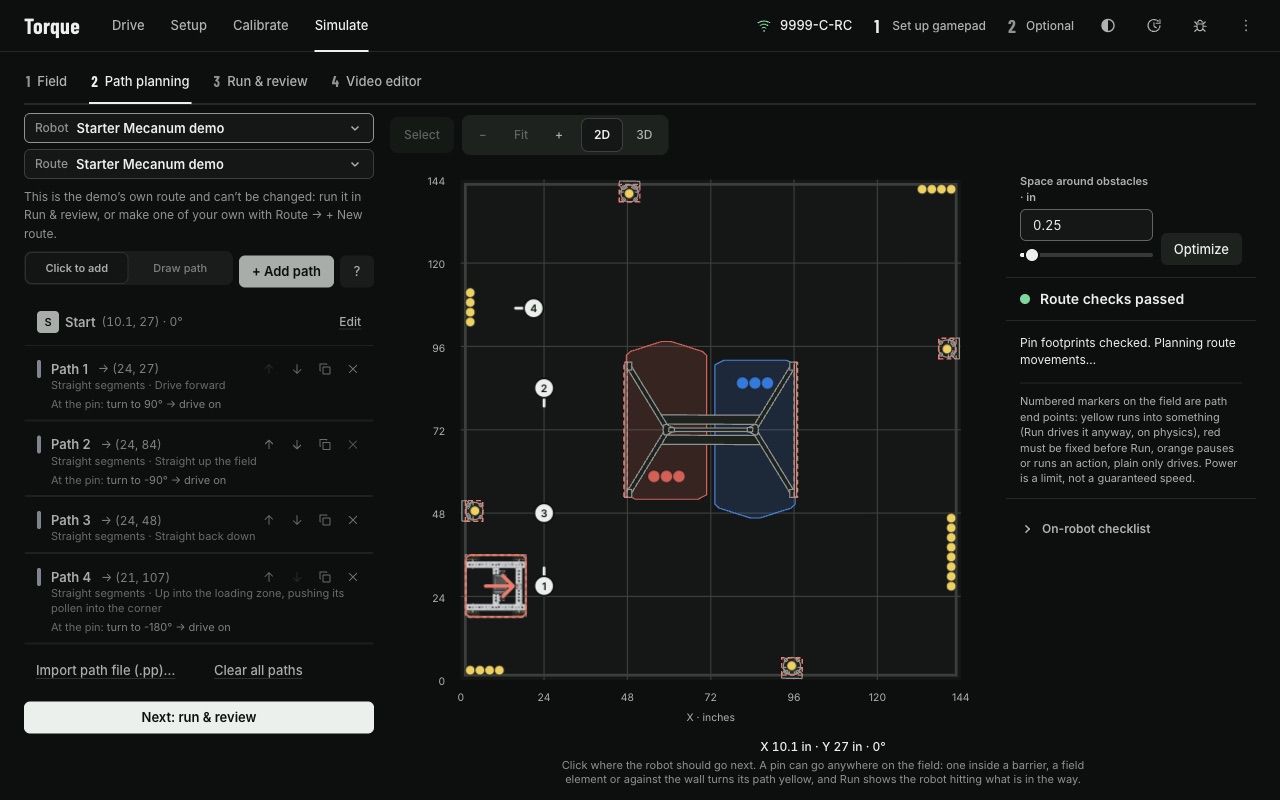 Torque
Drive
Setup
Calibrate
Simulate
9999-C-RC
1 Set up gamepad
2 Optional
1 Field
2 Path planning
3 Run & review
4 Video editor
Robot Starter Mecanum demo
Route Starter Mecanum demo
This is the demo's own route and can't be changed: run it in
Run & review, or make one of your own with Route → + New
route.
Click to add
Draw path
+ Add path
?
S Start (10.1, 27) · 0°
Edit
Path 1 → (24, 27)
Straight segments · Drive forward
At the pin: turn to 90° → drive on
Path 2 → (24, 84)
Straight segments · Straight up the field
At the pin: turn to -90° → drive on
Path 3 → (24, 48)
Straight segments · Straight back down
Path 4 → (21, 107)
Straight segments · Up into the loading zone, pushing its
pollen into the corner
At the pin: turn to -180° → drive on
Import path file (.pp)...
Clear all paths
Next: run & review
Select
− Fit +
2D
3D
144
120
96
72
48
24
0
4
2
3
1
0 24 48 72 96 120 144
X · inches
X 10.1 in · Y 27 in · 0°
Click where the robot should go next. A pin can go anywhere on the field: one inside a barrier, a field
element or against the wall turns its path yellow, and Run shows the robot hitting what is in the way.
Space around obstacles
· in
0.25
Optimize
Route checks passed
Pin footprints checked. Planning route
movements...
Numbered markers on the field are path
end points: yellow runs into something
(Run drives it anyway, on physics), red
must be fixed before Run, orange pauses
or runs an action, plain only drives. Power
is a limit, not a guaranteed speed.
On-robot checklist